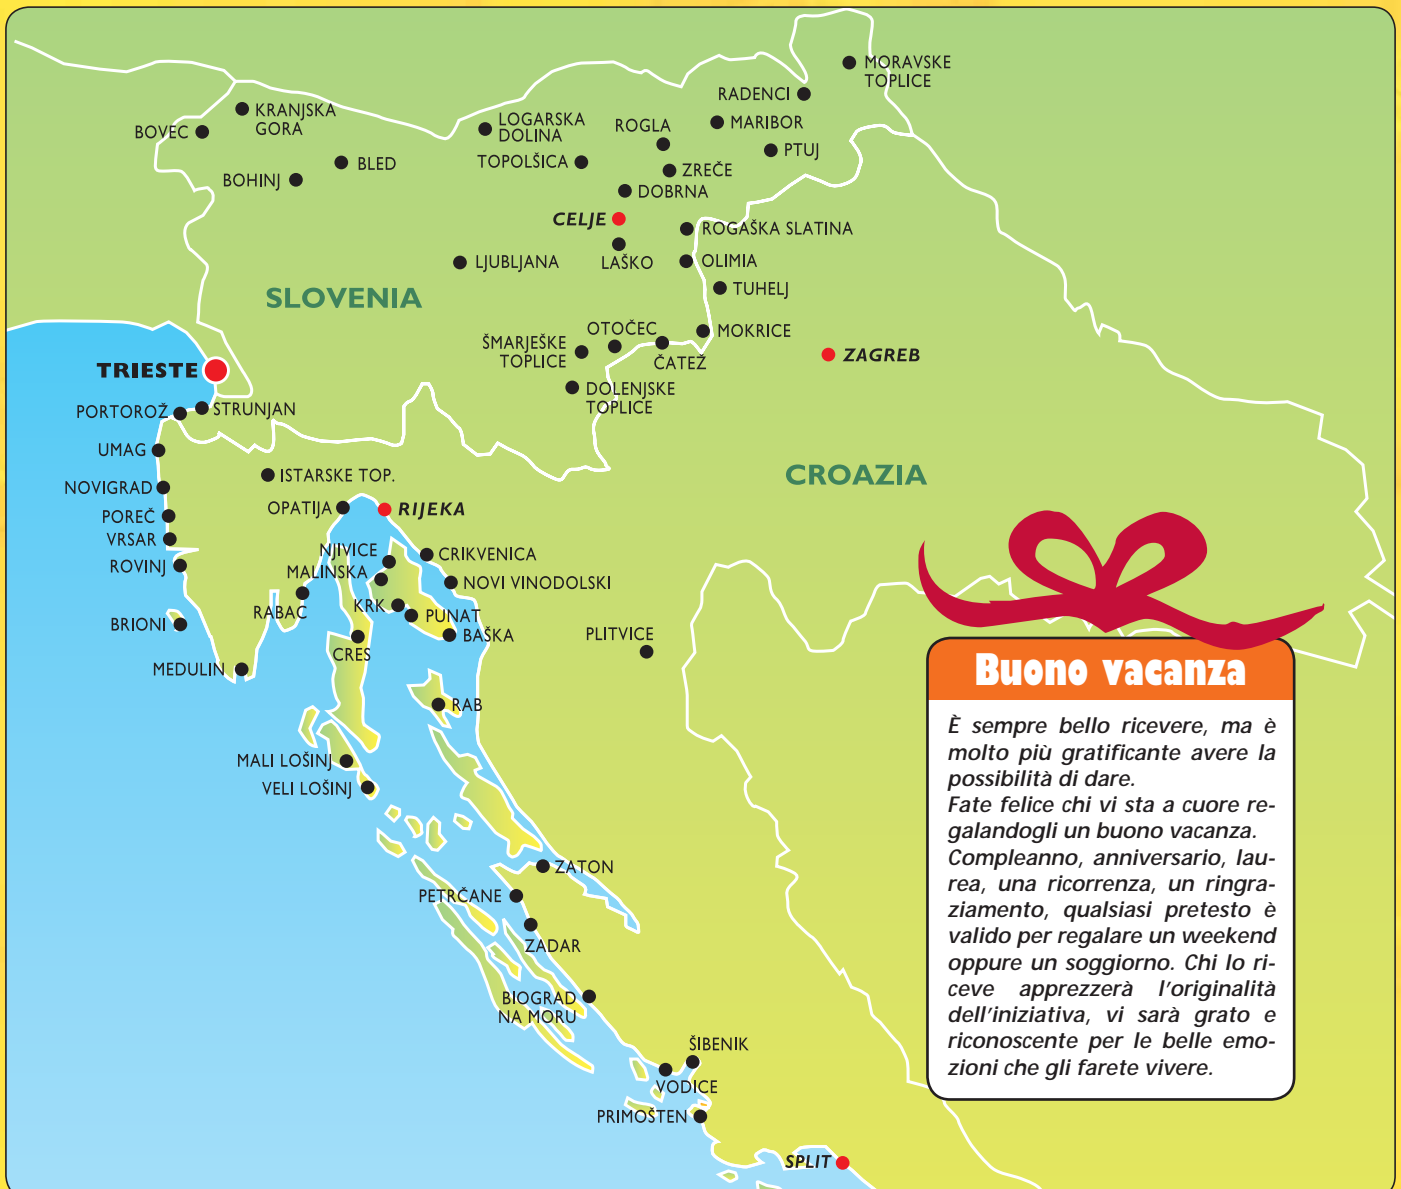 MORAVSKE
TOPLICE
RADENCI
KRANJSKA
GORA
LOGARSKA
DOLINA
ROGLA
MARIBOR
BOVEC
PTUJ
BLED
TOPOLŠICA
ZREČE
BOHINJ
DOBRNA
CELJE
ROGAŠKA SLATINA
LJUBLJANA
LAŠKO
OLIMIA
TUHELJ
SLOVENIA
OTOČEC
MOKRICE
ŠMARJEŠKE
TOPLICE
ČATEŽ
ZAGREB
TRIESTE
DOLENJSKE
TOPLICE
PORTOROŽ
STRUNJAN
UMAG
ISTARSKE TOP.
CROAZIA
NOVIGRAD
OPATIJA
RIJEKA
POREČ
VRSAR
NJIVICE
CRIKVENICA
ROVINJ
MALINSKA
NOVI VINODOLSKI
RABAC
KRK
PUNAT
BRIONI
BAŠKA
PLITVICE
CRES
MEDULIN
RAB
MALI LOŠINJ
VELI LOŠINJ
ZATON
PETRČANE
ZADAR
BIOGRAD
NA MORU
ŠIBENIK
VODICE
PRIMOŠTEN
SPLIT
Buono vacanza
È sempre bello ricevere, ma è
molto più gratificante avere la
possibilità di dare.
Fate felice chi vi sta a cuore re-
galandogli un buono vacanza.
Compleanno, anniversario, lau-
rea, una ricorrenza, un ringra-
ziamento, qualsiasi pretesto è
valido per regalare un weekend
oppure un soggiorno. Chi lo ri-
ceve apprezzerà l'originalità
dell'iniziativa, vi sarà grato e
riconoscente per le belle emo-
zioni che gli farete vivere.